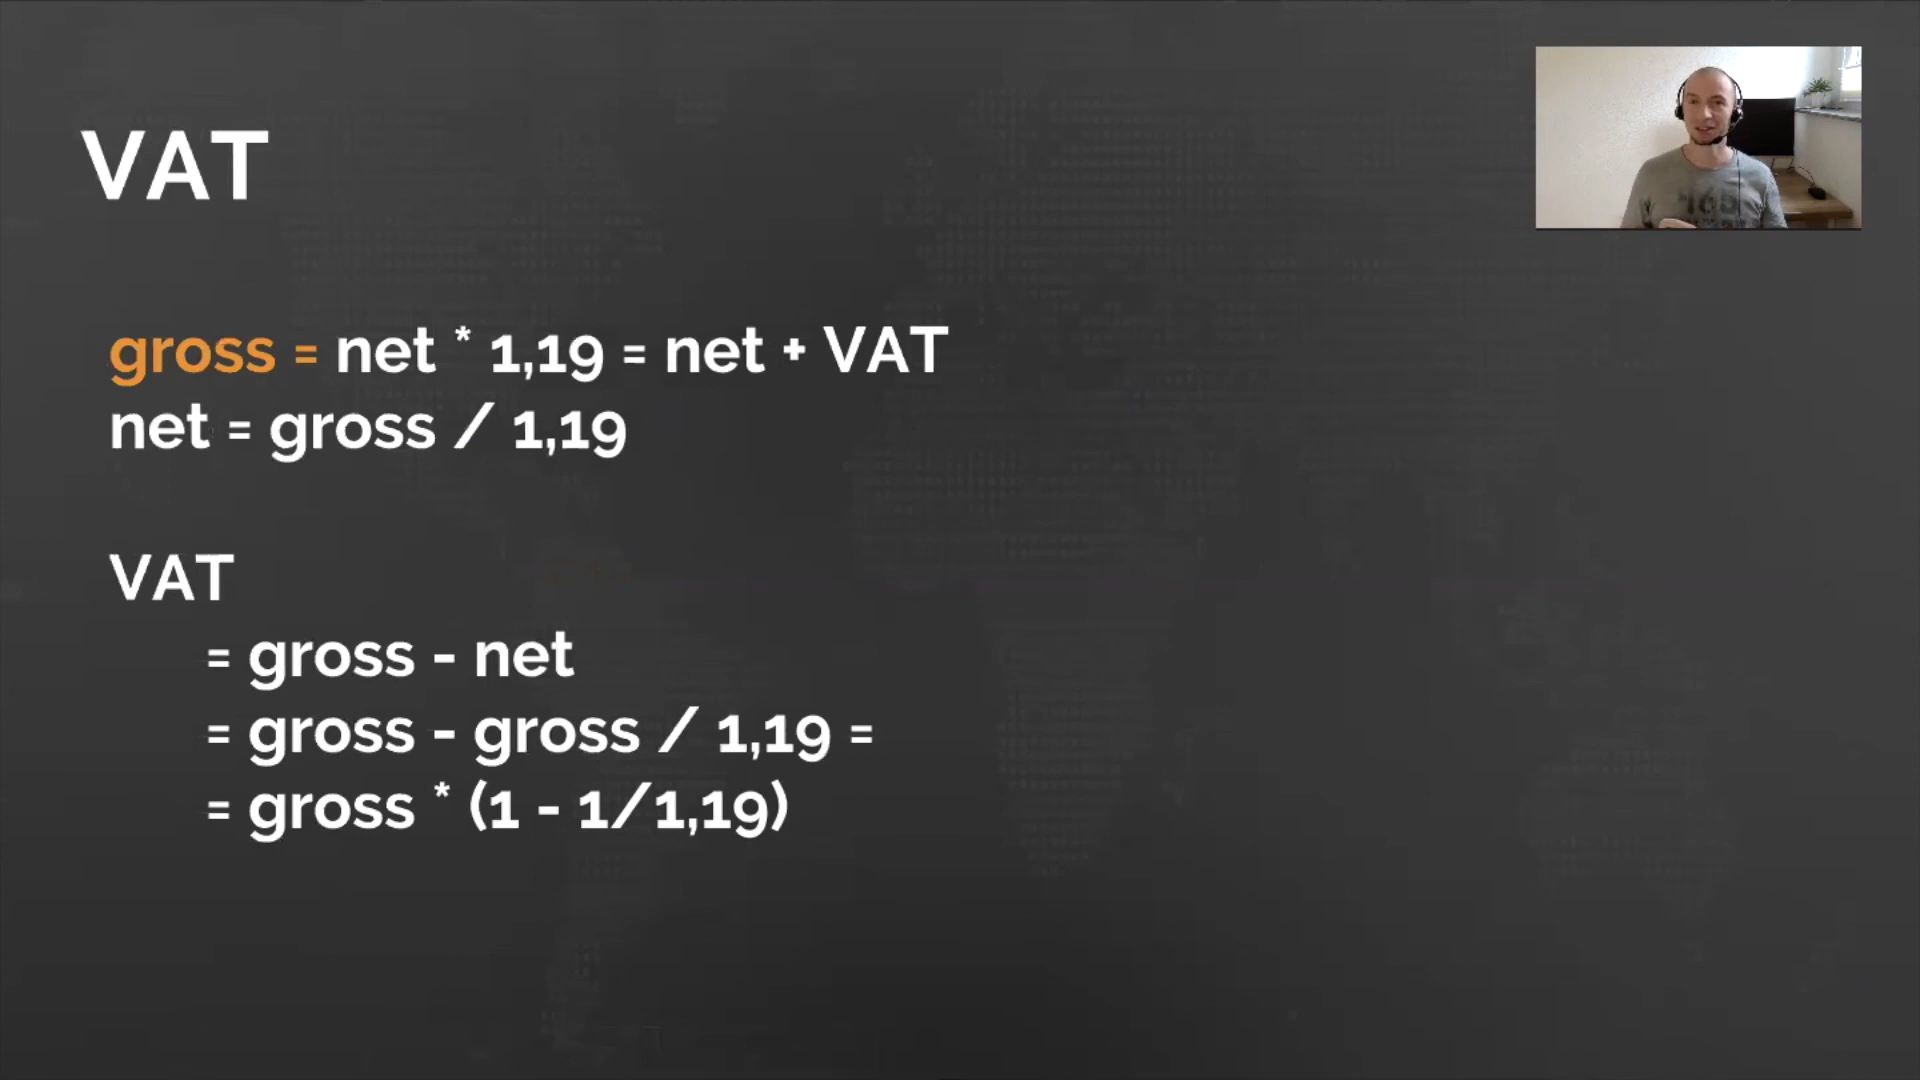 VAT
gross = net * 1,19 = net + VAT
net = gross / 1,19
VAT
= gross - net
= gross - gross / 1,19 =
= gross * (1 - 1/1,19)